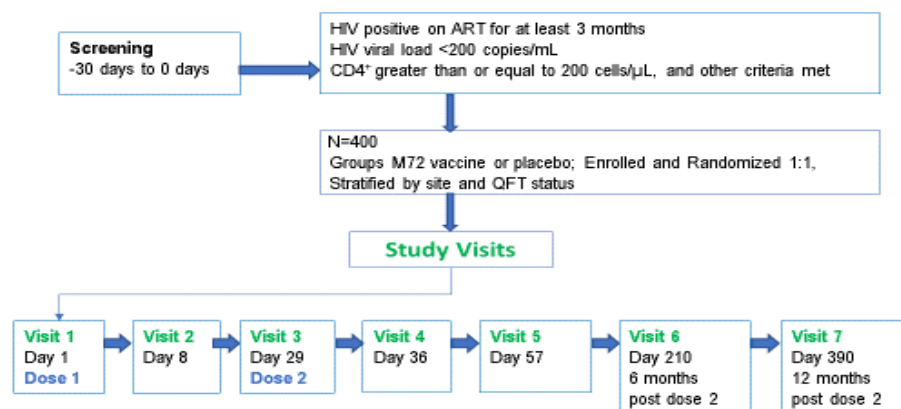 Screening
-30 days to 0 days
HIV positive on ART for at least 3 months
HIV viral load <200 copies/mL
CD4⁺ greater than or equal to 200 cells/µL, and other criteria met
N=400
Groups M72 vaccine or placebo; Enrolled and Randomized 1:1,
Stratified by site and QFT status
Study Visits
Visit 1
Day 1
Dose 1
Visit 2
Day 8
Visit 3
Day 29
Dose 2
Visit 4
Day 36
Visit 5
Day 57
Visit 6
Day 210
6 months
post dose 2
Visit 7
Day 390
12 months
post dose 2